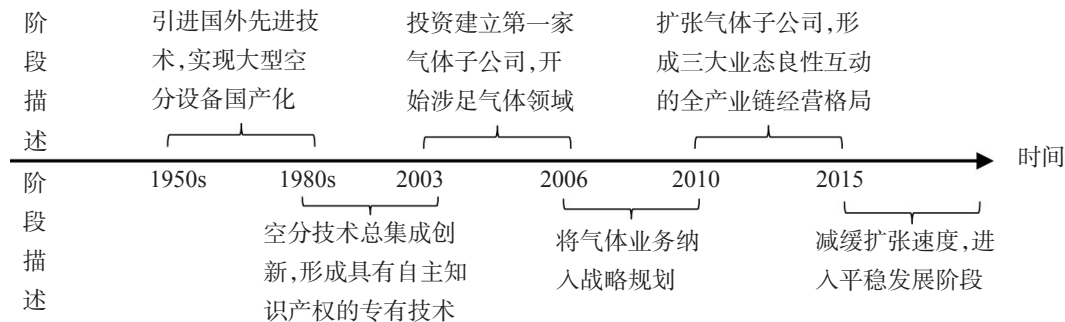 阶段描述
引进国外先进技
术,实现大型空
分设备国产化
投资建立第一家
气体子公司,开
始涉足气体领域
扩张气体子公司,形
成三大业态良性互动
的全产业链经营格局
时间
1950s 1980s 2003 2006 2010 2015
阶段描述
空分技术总集成创
新,形成具有自主知
识产权的专有技术
将气体业务纳
入战略规划
减缓扩张速度,进
入平稳发展阶段